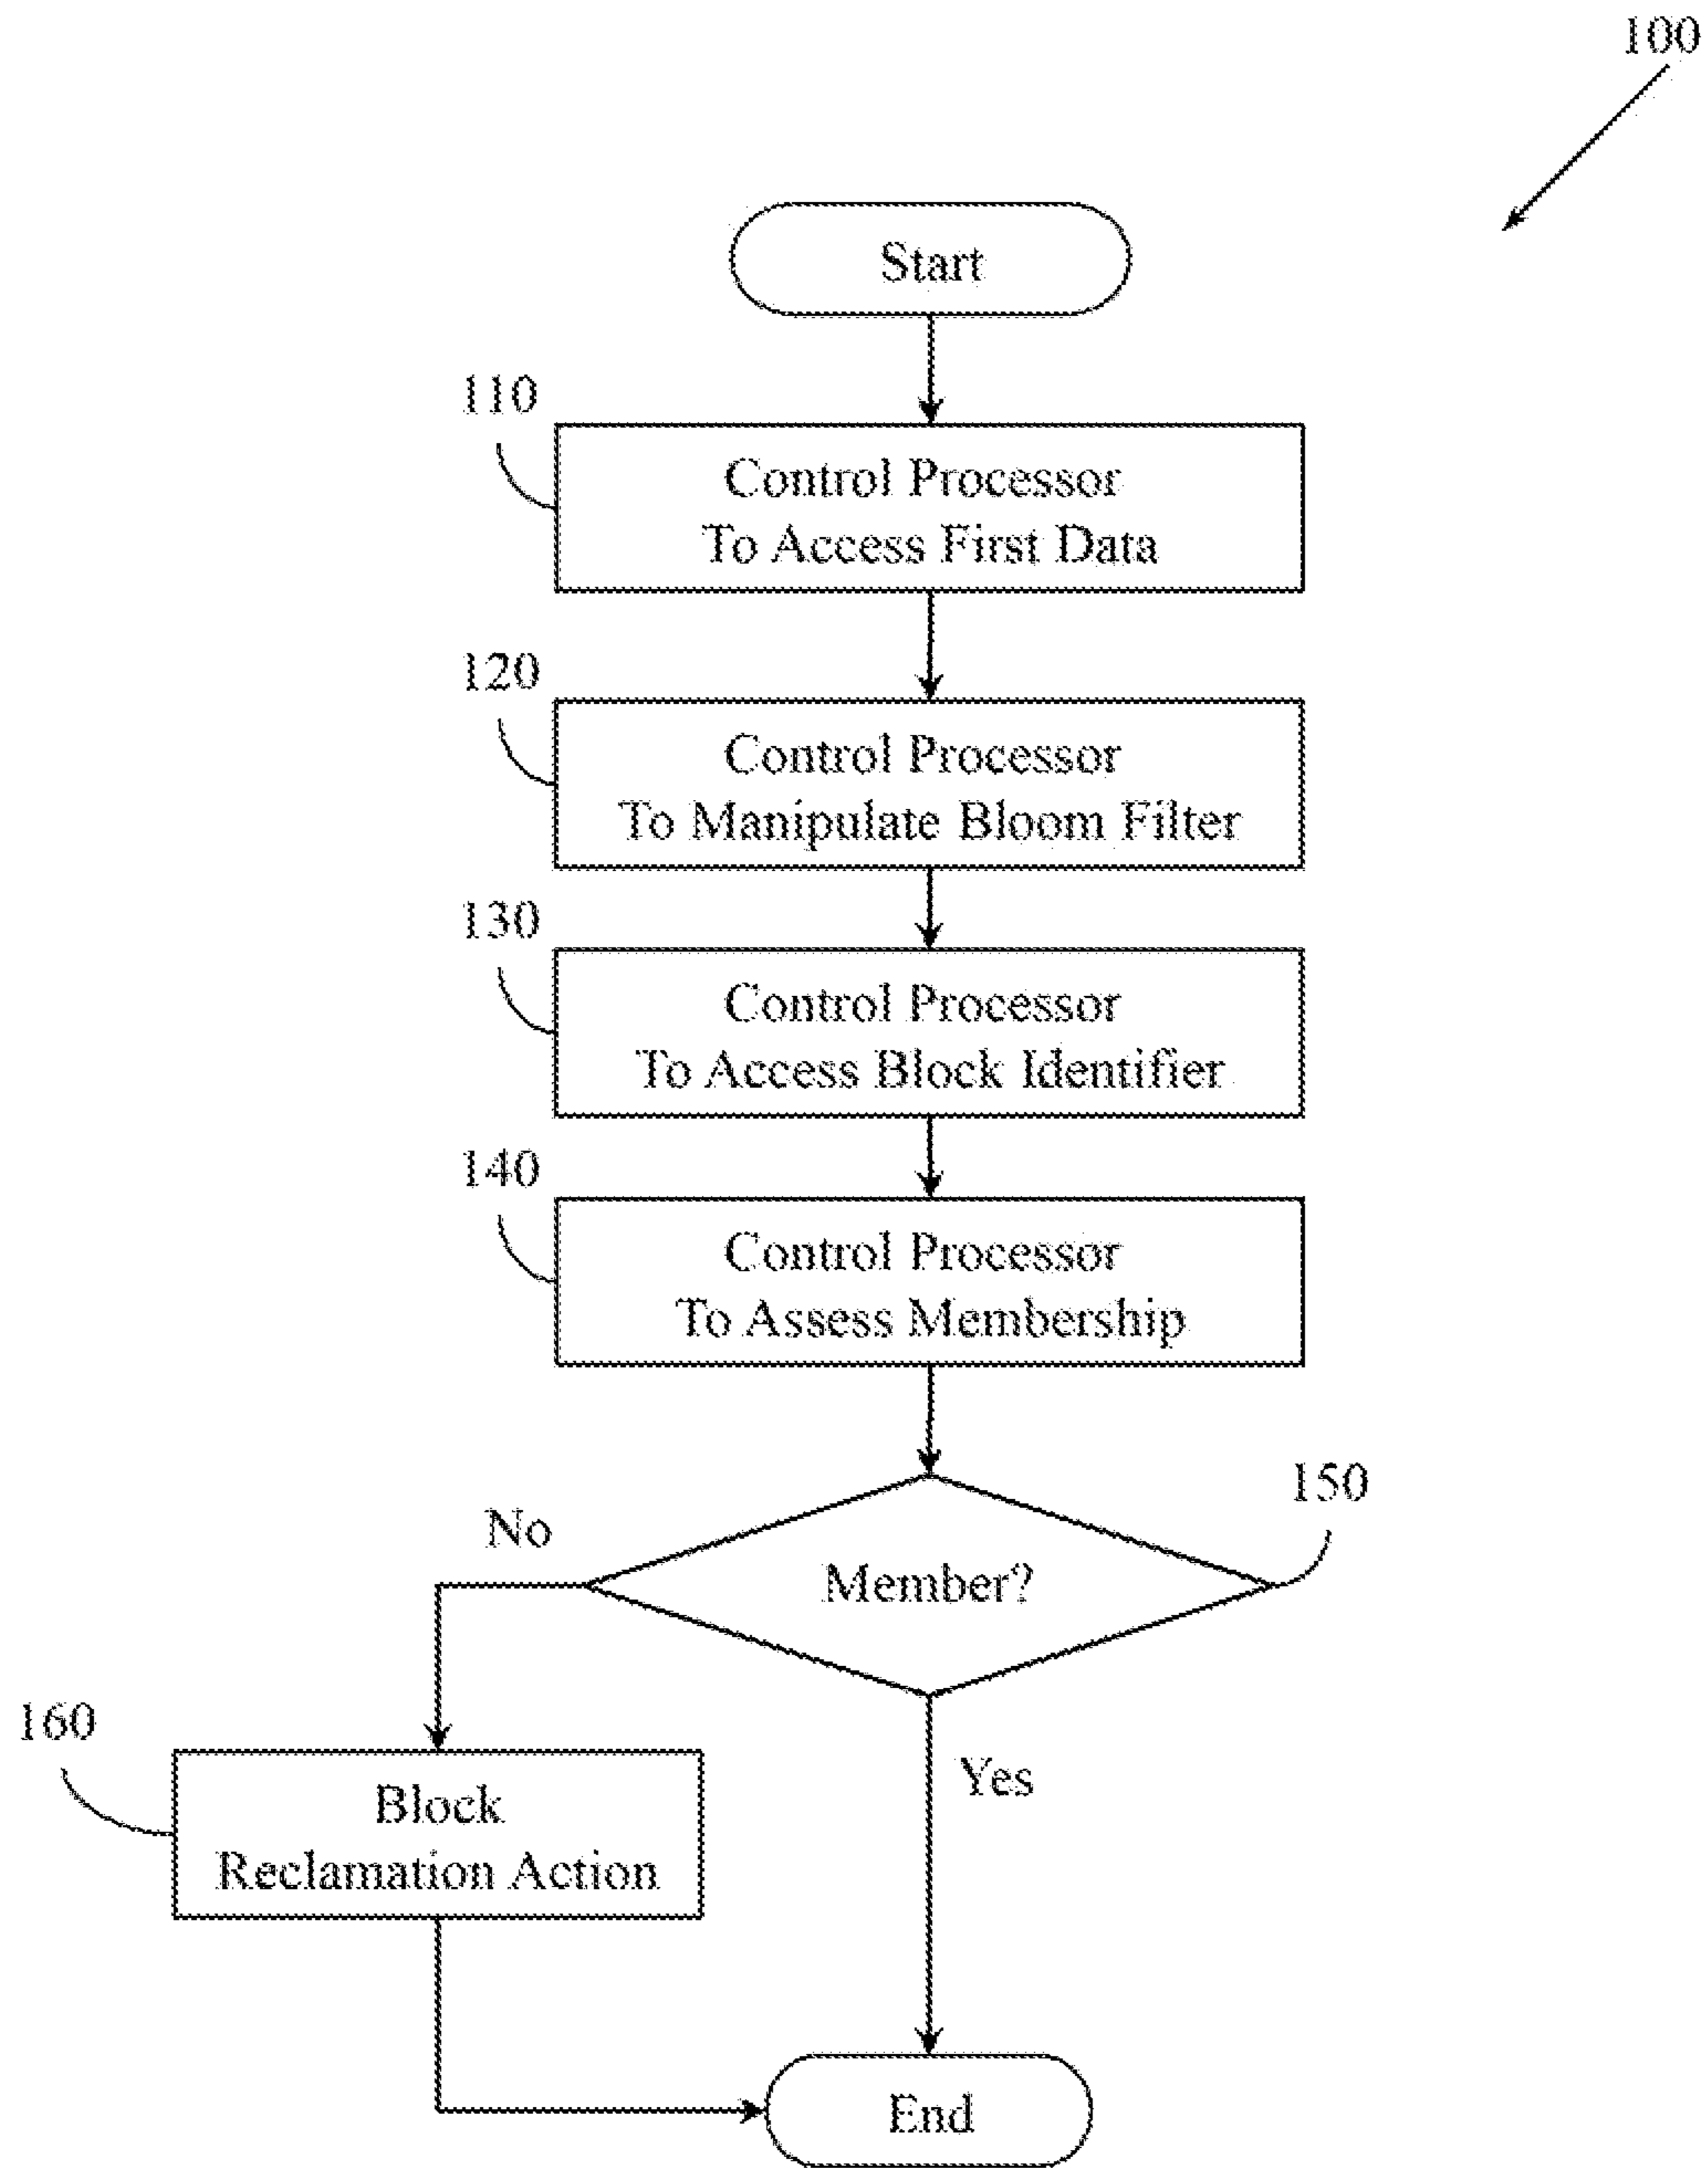 100
Start
110
Control Processor
To Access First Data
120
Control Processor
To Manipulate Bloom Filter
130
Control Processor
To Access Block Identifier
140
Control Processor
To Assess Membership
150
No
Member?
160
Yes
Block
Reclamation Action
End